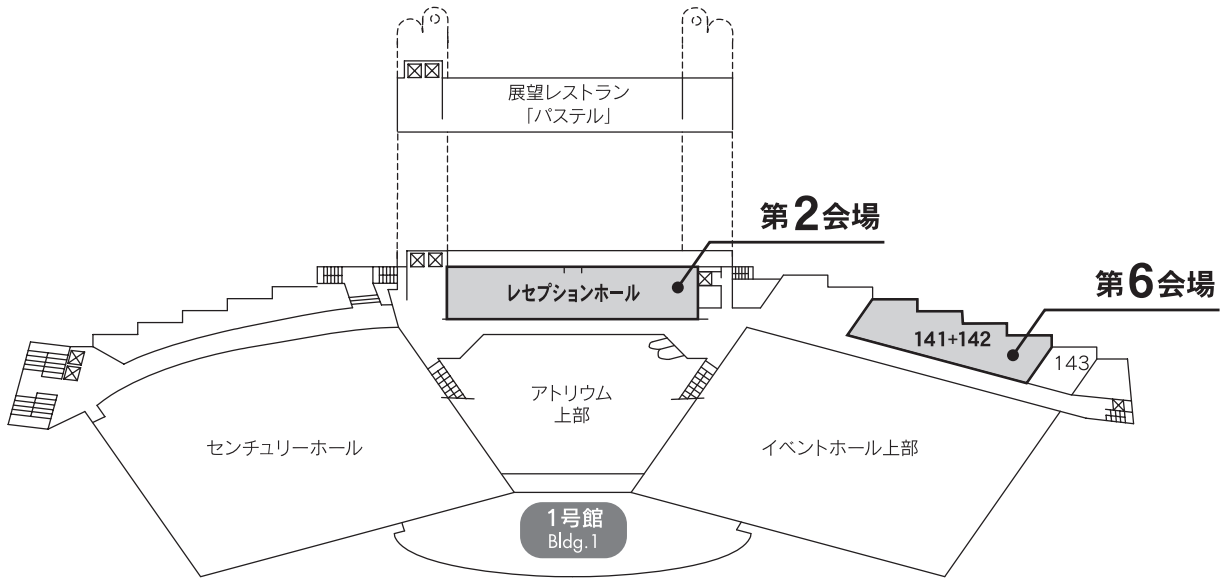 展望レストラン
「パステル」
第2会場
レセプションホール
第6会場
141+142
143
アトリウム
上部
センチュリーホール
イベントホール上部
1号館
Bldg.1